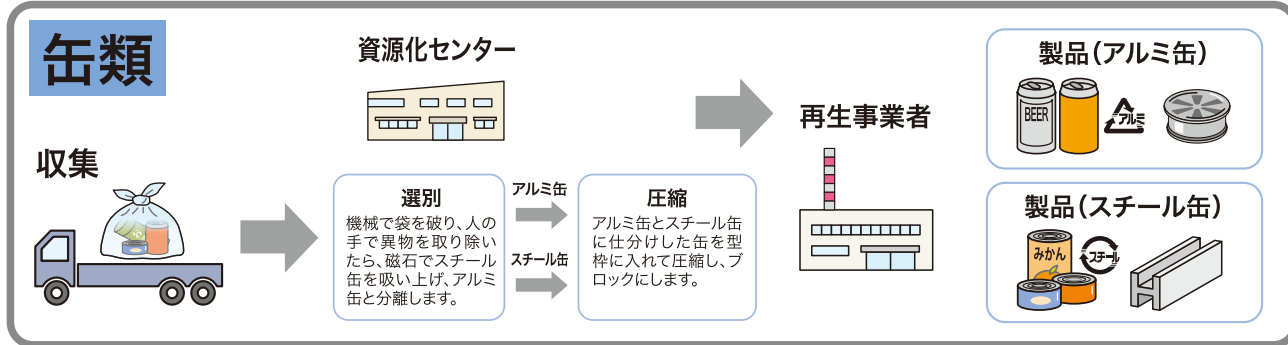 缶類
収集
資源化センター
選別
機械で袋を破り、人の
手で異物を取り除い
たら、磁石でスチール
缶を吸い上げ、アルミ
缶と分離します。
アルミ缶
スチール缶
圧縮
アルミ缶とスチール缶
に仕分けした缶を型
枠に入れて圧縮し、ブ
ロックにします。
再生事業者
製品(アルミ缶)
BEER
アルミ
製品(スチール缶)
みかん
スチール